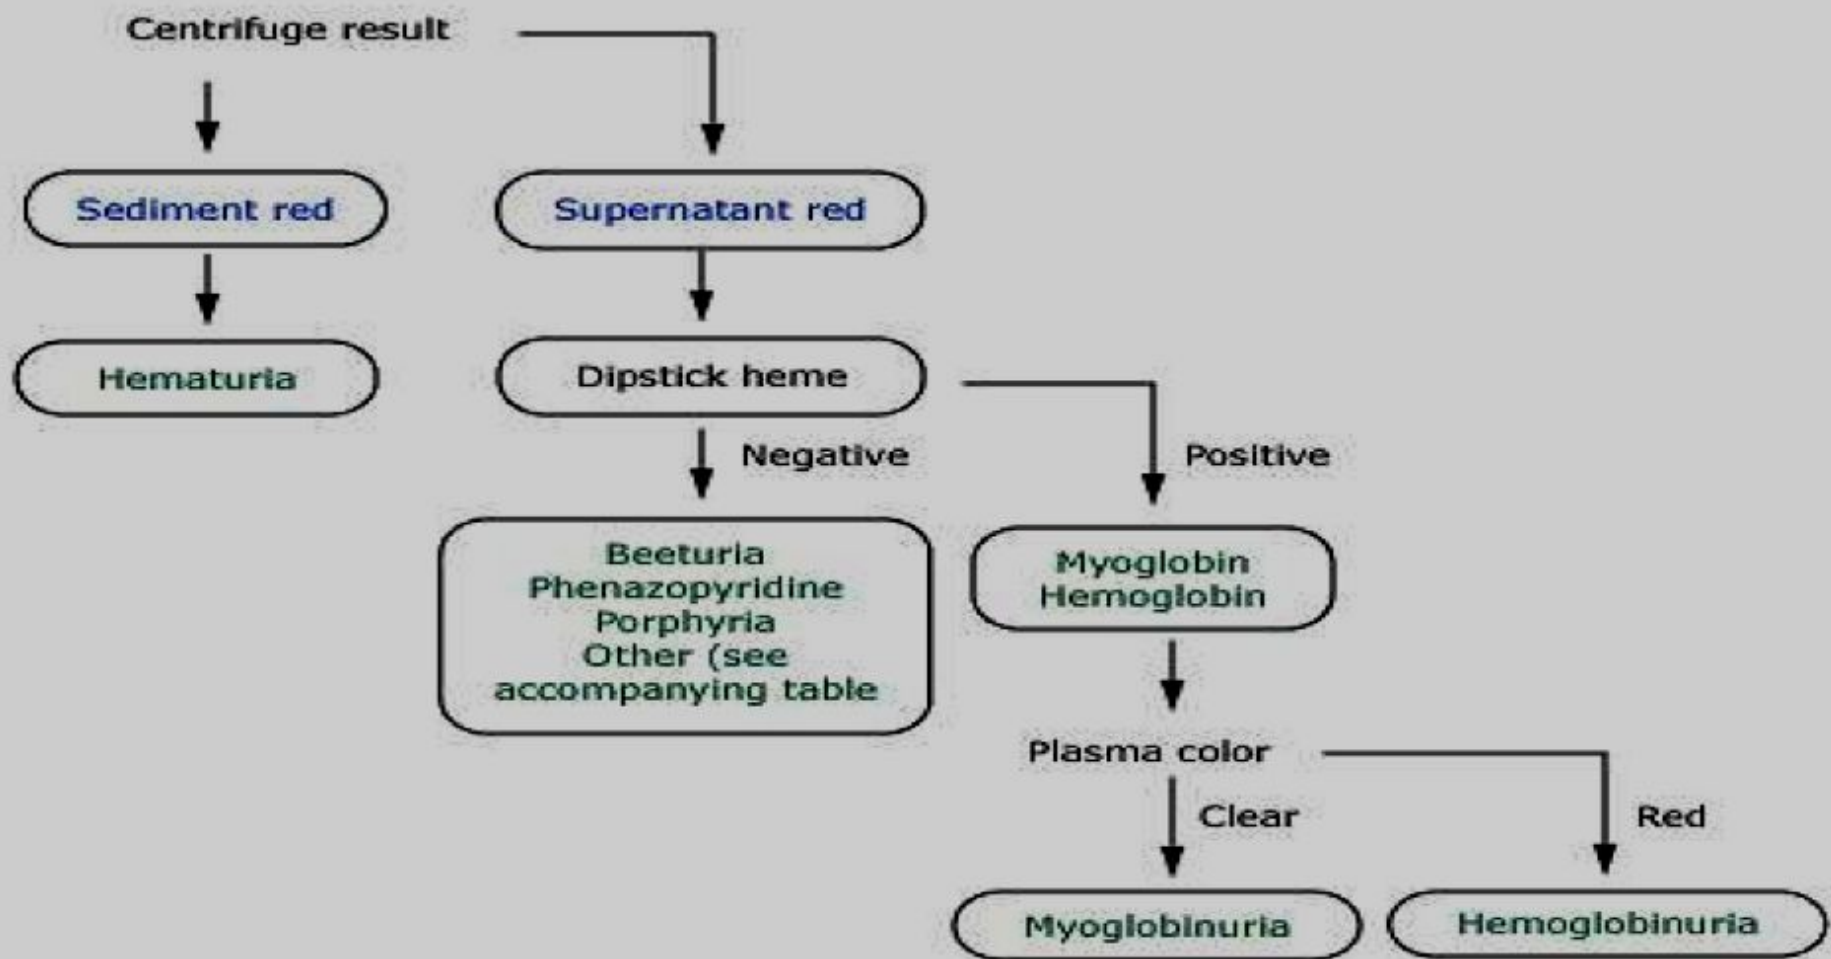 Centrifuge result
Sediment red
Supernatant red
Hematuria
Dipstick heme
Negative
Positive
Beeturia
Phenazopyridine
Porphyria
Other (see
accompanying table
Myoglobin
Hemoglobin
Plasma color
Clear
Red
Myoglobinuria
Hemoglobinuria